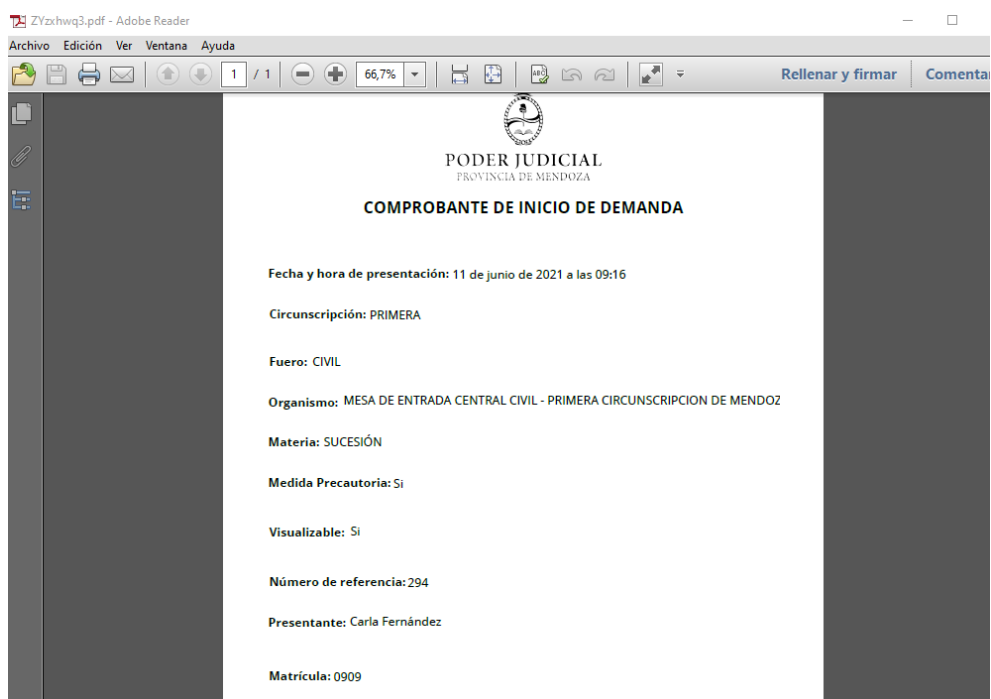 ZYzxhwq3.pdf - Adobe Reader
Archivo Edición Ver Ventana Ayuda
1 / 1 66,7% Rellenar y firmar Comentar
PODER JUDICIAL
PROVINCIA DE MENDOZA
COMPROBANTE DE INICIO DE DEMANDA
Fecha y hora de presentación: 11 de junio de 2021 a las 09:16
Circunscripción: PRIMERA
Fuero: CIVIL
Organismo: MESA DE ENTRADA CENTRAL CIVIL - PRIMERA CIRCUNSCRIPCION DE MENDOZ
Materia: SUCESIÓN
Medida Precautoria: Si
Visualizable: Si
Número de referencia: 294
Presentante: Carla Fernández
Matrícula: 0909